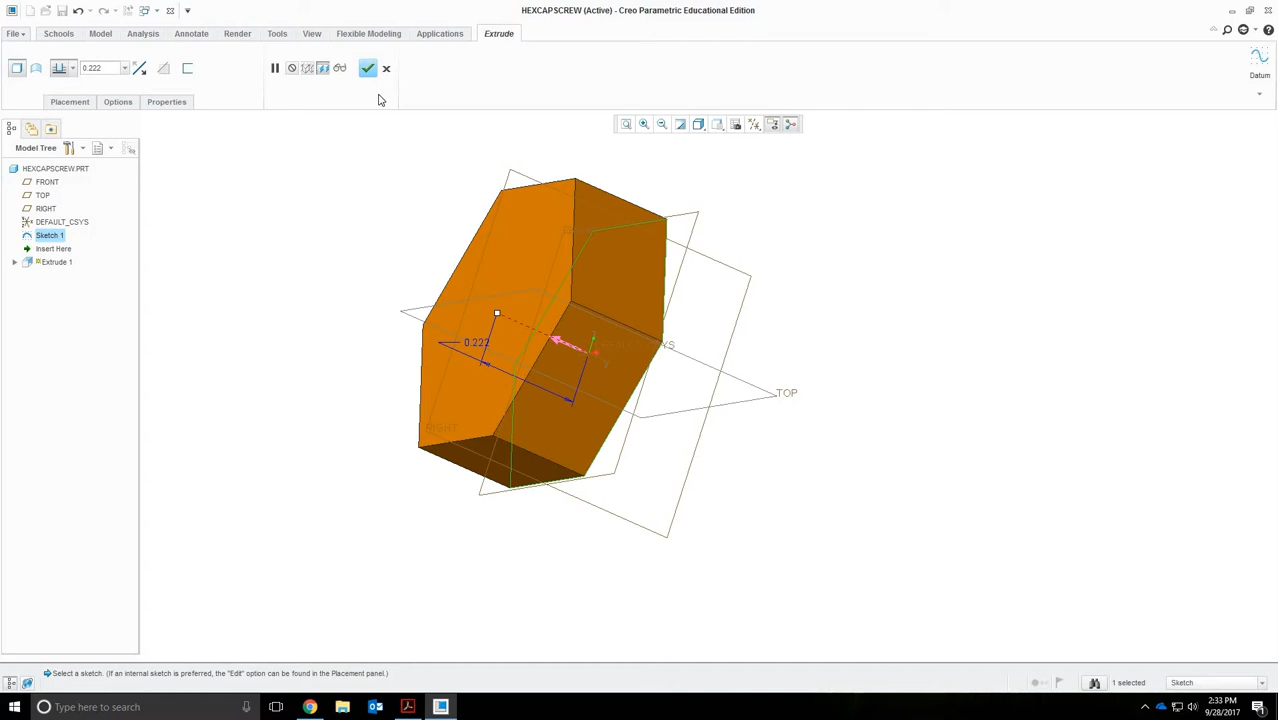 HEXCAPSCREW (Active) - Creo Parametric Educational Edition
File Schools Model Analysis Annotate Render Tools View Flexible Modeling Applications Extrude
0.222
Datum
Placement Options Properties
Model Tree
HEXCAPSCREW.PRT
FRONT
TOP
RIGHT
DEFAULT_CSYS
Sketch 1
Insert Here
Extrude 1
0.222
TOP
RIGHT
Select a sketch. (If an internal sketch is preferred, the "Edit" option can be found in the Placement panel.)
1 selected
Sketch
Type here to search
2:33 PM
9/28/2017
1